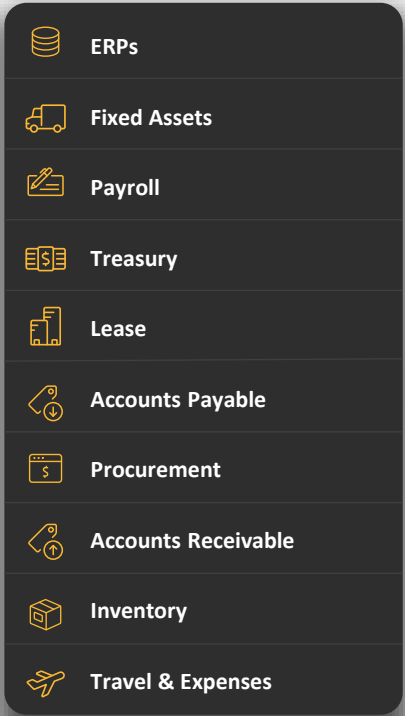 ERPs
Fixed Assets
Payroll
$
Treasury
Lease
Accounts Payable
$
Procurement
Accounts Receivable
Inventory
Travel & Expenses